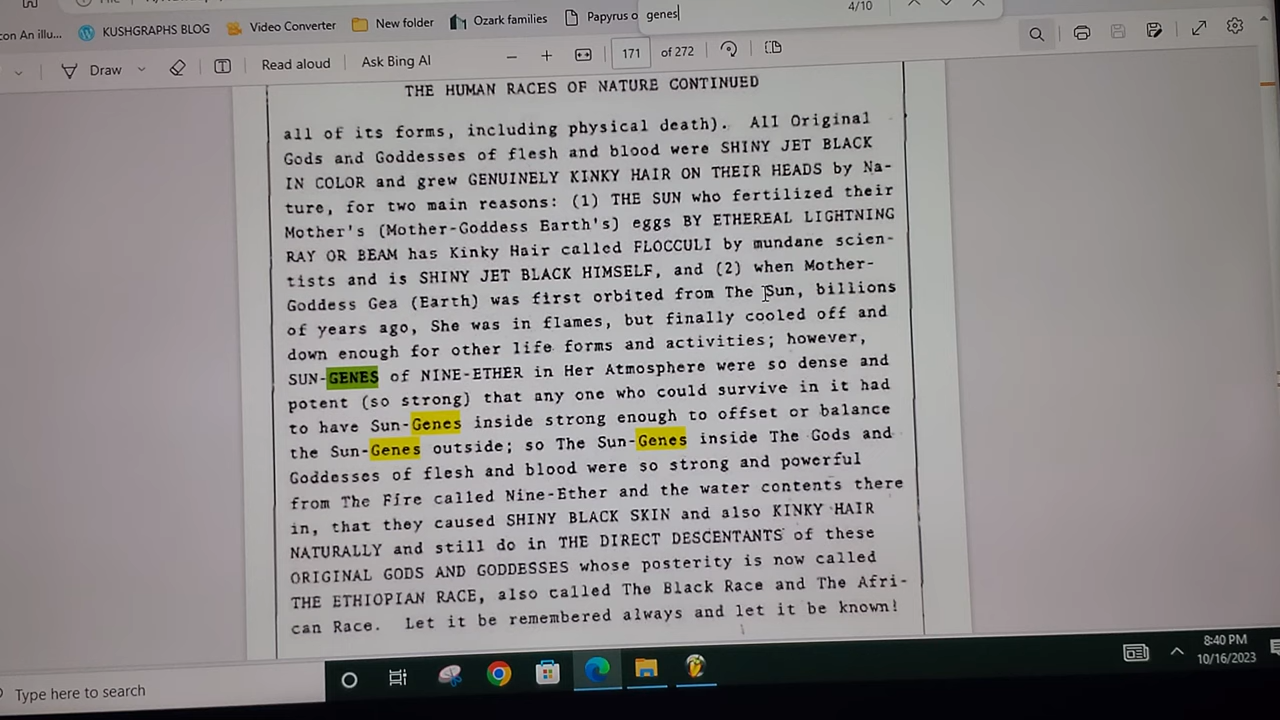 con An illu...
KUSHGRAPHS BLOG
Video Converter
New folder
Ozark families
Papyrus o
genes
4/10
Draw
Read aloud
Ask Bing AI
171 of 272
THE HUMAN RACES OF NATURE CONTINUED
all of its forms, including physical death). All Original
Gods and Goddesses of flesh and blood were SHINY JET BLACK
IN COLOR and grew GENUINELY KINKY HAIR ON THEIR HEADS by Na-
ture, for two main reasons: (1) THE SUN who fertilized their
Mother's (Mother-Goddess Earth's) eggs BY ETHEREAL LIGHTNING
RAY OR BEAM has Kinky Hair called FLOCCULI by mundane scien-
tists and is SHINY JET BLACK HIMSELF, and (2) when Mother-
Goddess Gea (Earth) was first orbited from The Sun, billions
of years ago, She was in flames, but finally cooled off and
down enough for other life forms and activities; however,
SUN-GENES of NINE-ETHER in Her Atmosphere were so dense and
potent (so strong) that any one who could survive in it had
to have Sun-Genes inside strong enough to offset or balance
the Sun-Genes outside; so The Sun-Genes inside The Gods and
Goddesses of flesh and blood were so strong and powerful
from The Fire called Nine-Ether and the water contents there
in, that they caused SHINY BLACK SKIN and also KINKY HAIR
NATURALLY and still do in THE DIRECT DESCENTANTS of these
ORIGINAL GODS AND GODDESSES whose posterity is now called
THE ETHIOPIAN RACE, also called The Black Race and The Afri-
can Race. Let it be remembered always and let it be known!
Type here to search
8:40 PM
10/16/2023